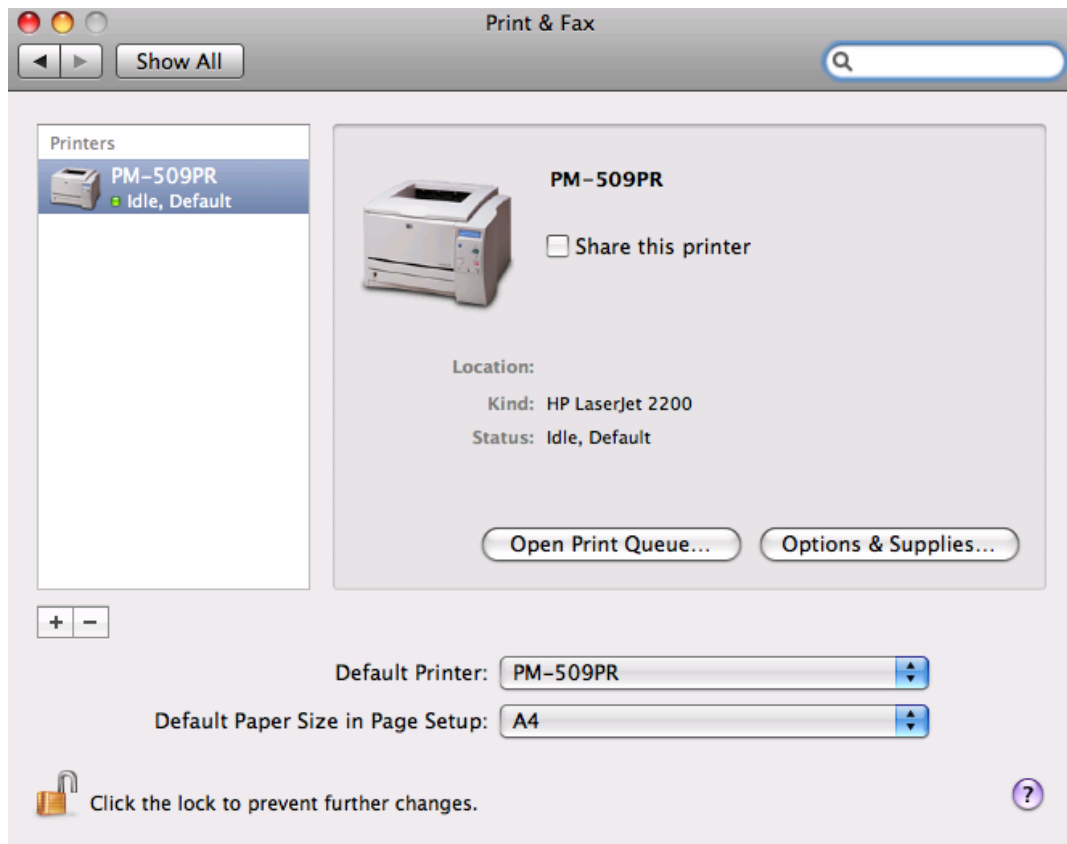 Print & Fax
Show All
Printers
PM-509PR
Idle, Default
PM-509PR
Share this printer
Location:
Kind: HP LaserJet 2200
Status: Idle, Default
Open Print Queue...
Options & Supplies...
+ -
Default Printer: PM-509PR
Default Paper Size in Page Setup: A4
Click the lock to prevent further changes.
?